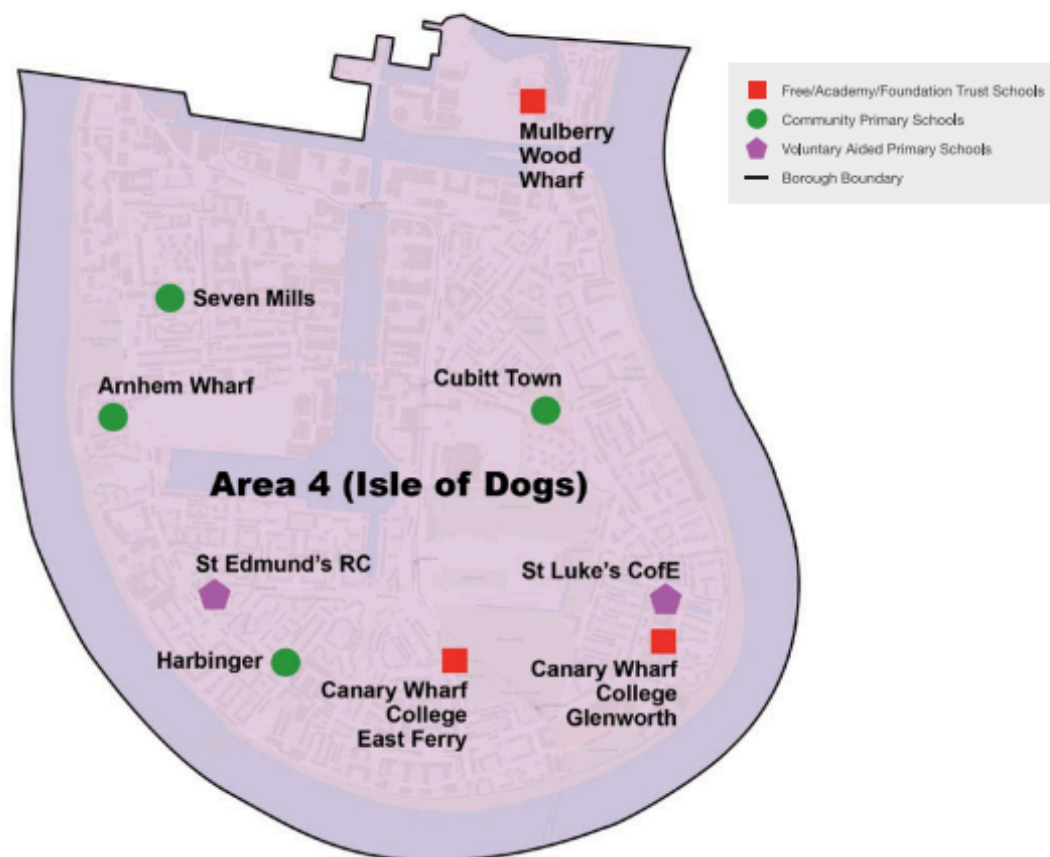 Free/Academy/Foundation Trust Schools
Community Primary Schools
Voluntary Aided Primary Schools
Borough Boundary
Mulberry
Wood
Wharf
Seven Mills
Arnhem Wharf
Cubitt Town
Area 4 (Isle of Dogs)
St Edmund's RC
St Luke's CofE
Harbinger
Canary Wharf
College
East Ferry
Canary Wharf
College
Glenworth